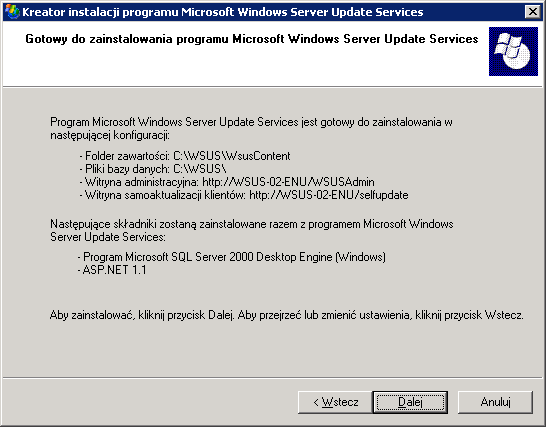 Kreator instalacji programu Microsoft Windows Server Update Services
Gotowy do zainstalowania programu Microsoft Windows Server Update Services
Program Microsoft Windows Server Update Services jest gotowy do zainstalowania w
następującej konfiguracji:
- Folder zawartości: C:\WSUS\WsusContent
- Pliki bazy danych: C:\WSUS\
- Witryna administracyjna: http://WSUS-02-ENU/WSUSAdmin
- Witryna samoaktualizacji klientów: http://WSUS-02-ENU/selfupdate
Następujące składniki zostaną zainstalowane razem z programem Microsoft Windows
Server Update Services:
- Program Microsoft SQL Server 2000 Desktop Engine (Windows)
- ASP.NET 1.1
Aby zainstalować, kliknij przycisk Dalej. Aby przejrzeć lub zmienić ustawienia, kliknij przycisk Wstecz.
< Wstecz
Dalej
Anuluj